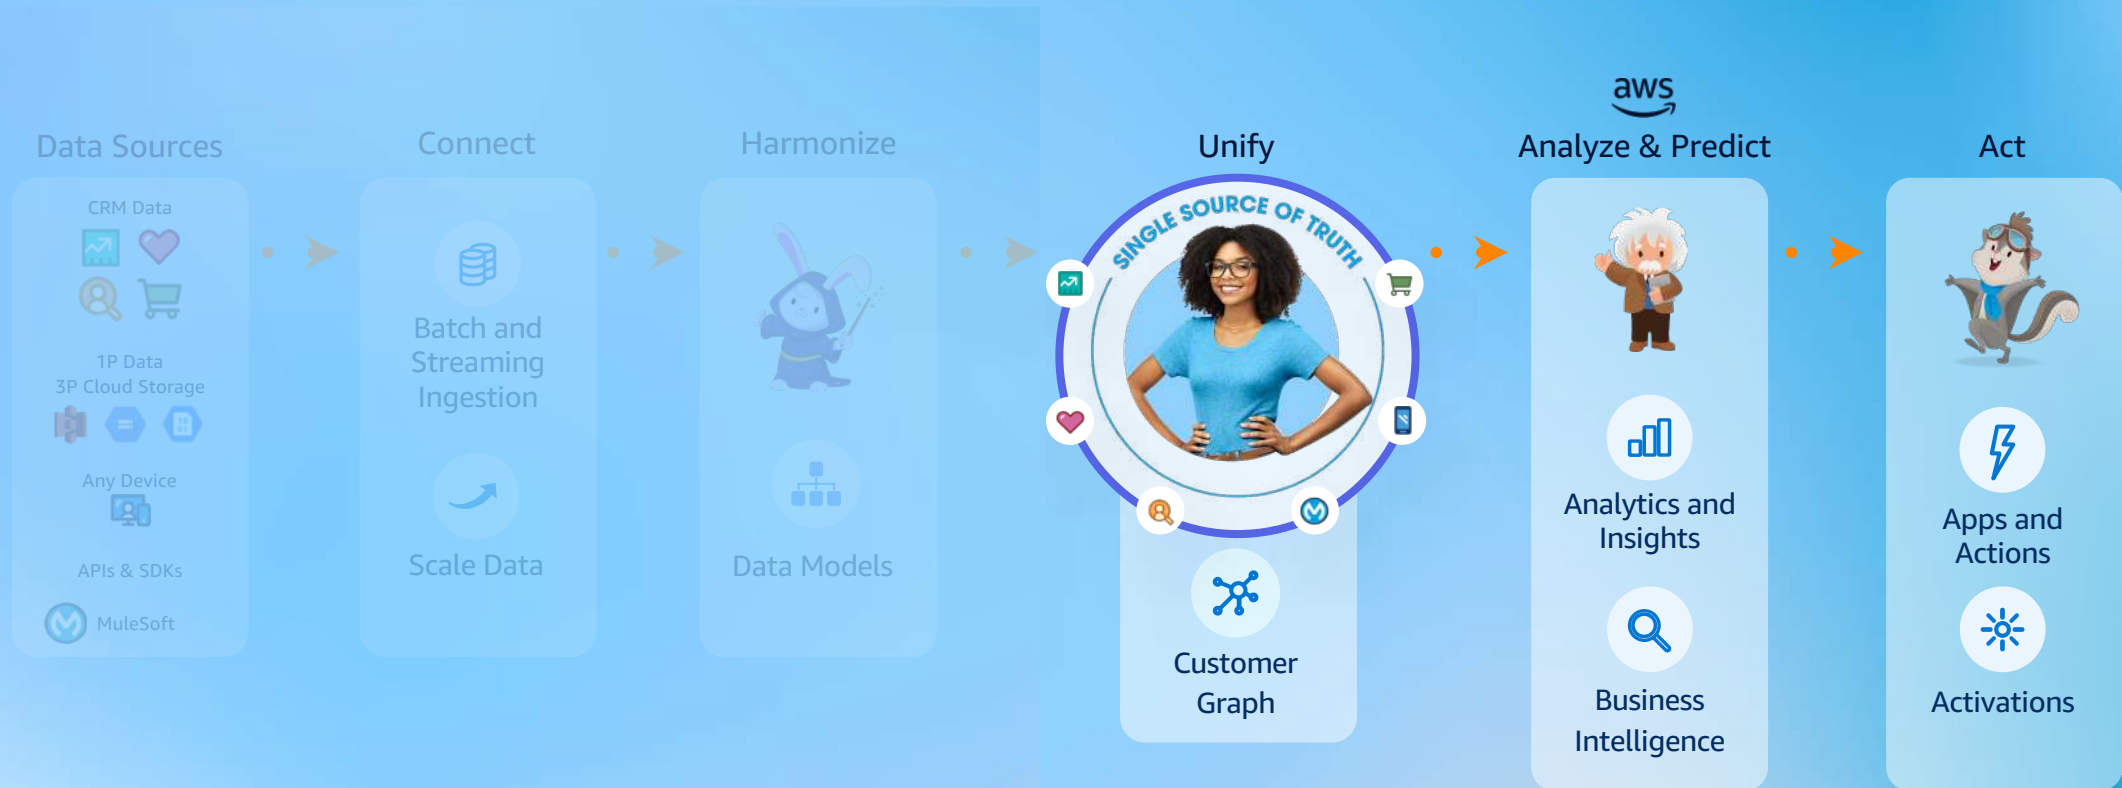 Data Sources
CRM Data
1P Data
3P Cloud Storage
Any Device
APIs & SDKs
MuleSoft
Connect
Batch and
Streaming
Ingestion
Scale Data
Harmonize
Data Models
Unify
SINGLE SOURCE OF TRUTH
Customer
Graph
aws
Analyze & Predict
Analytics and
Insights
Business
Intelligence
Act
Apps and
Actions
Activations